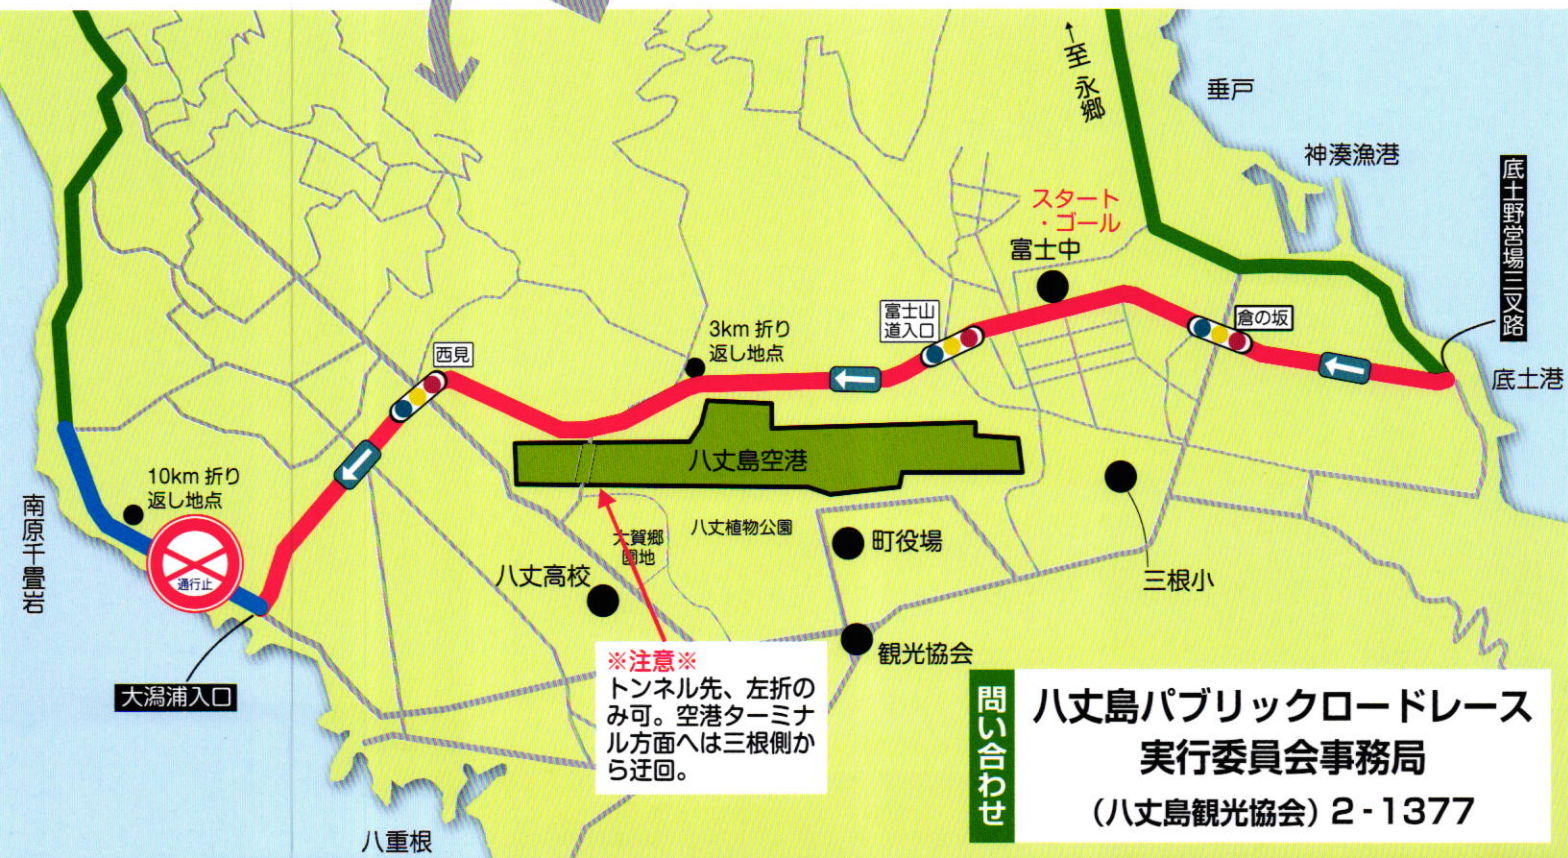 ←至 永郷
垂戸
神湊漁港
底土野営場三叉路
スタート
・ゴール
富士中
富士山
道入口
倉の坂
底土港
3km 折り
返し地点
西見
八丈島空港
10km 折り
返し地点
南原千畳岩
通行止
大潟浦入口
大賀郷
園地
八丈植物公園
町役場
八丈高校
三根小
観光協会
※注意※
トンネル先、左折の
み可。空港ターミナ
ル方面へは三根側か
ら迂回。
八重根
問い合わせ
八丈島パブリックロードレース
実行委員会事務局
（八丈島観光協会）2-1377